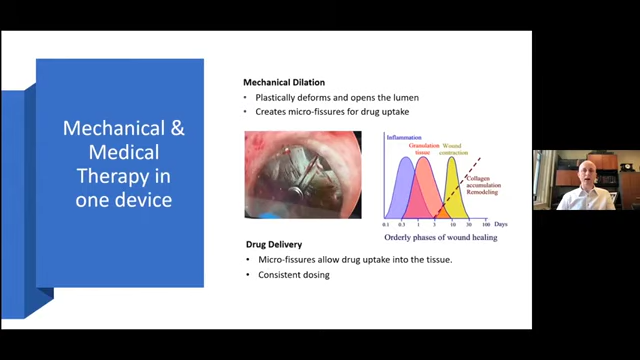 Mechanical &
Medical
Therapy in
one device
Mechanical Dilation
• Plastically deforms and opens the lumen
• Creates micro-fissures for drug uptake
Inflammation
Granulation
tissue
Wound
contraction
Collagen
accumulation
Remodeling
0.1 0.3 1 3 10 30 100 Days
Orderly phases of wound healing
Drug Delivery
• Micro-fissures allow drug uptake into the tissue.
• Consistent dosing